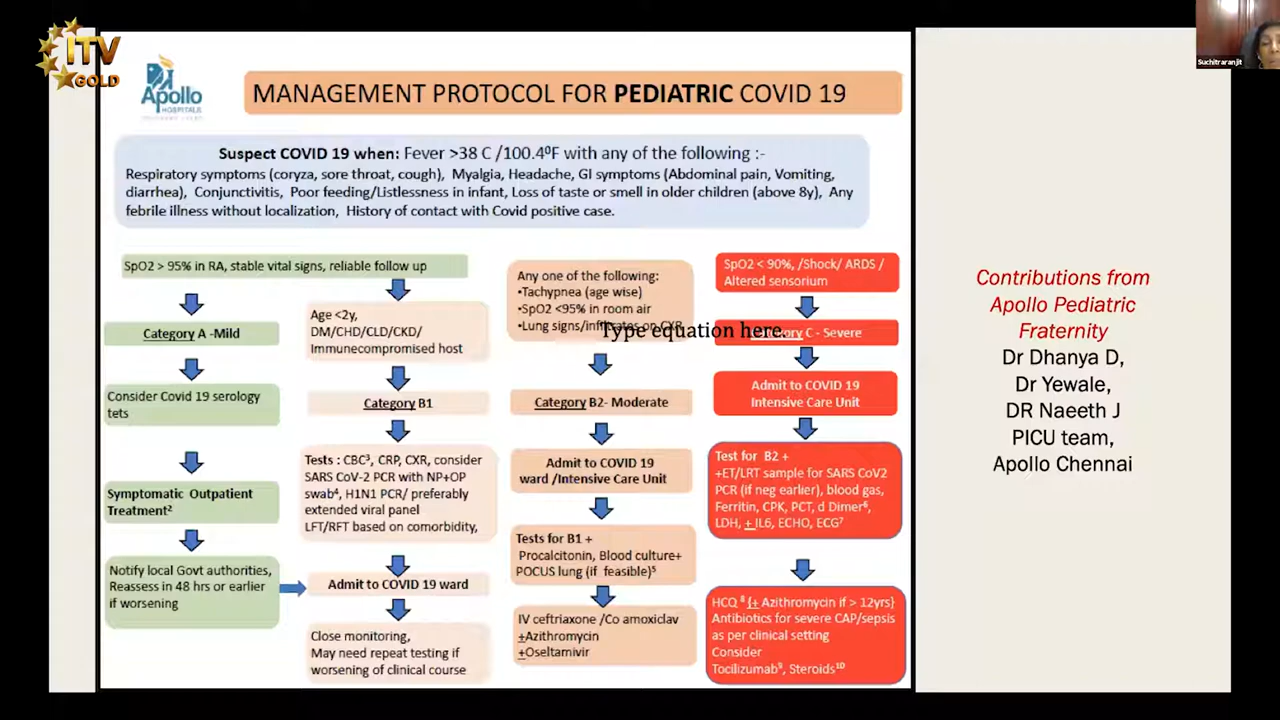 ITV
GOLD
Suchitraranjit
Apollo
HOSPITALS
MANAGEMENT PROTOCOL FOR PEDIATRIC COVID 19
Suspect COVID 19 when: Fever >38 C /100.4⁰F with any of the following :-
Respiratory symptoms (coryza, sore throat, cough), Myalgia, Headache, GI symptoms (Abdominal pain, Vomiting,
diarrhea), Conjunctivitis, Poor feeding/Listlessness in infant, Loss of taste or smell in older children (above 8y), Any
febrile illness without localization, History of contact with Covid positive case.
SpO2 > 95% in RA, stable vital signs, reliable follow up
Category A -Mild
Consider Covid 19 serology
tets
Symptomatic Outpatient
Treatment²
Notify local Govt authorities,
Reassess in 48 hrs or earlier
if worsening
Age <2y,
DM/CHD/CLD/CKD/
Immunecompromised host
Category B1
Tests : CBC³, CRP, CXR, consider
SARS CoV-2 PCR with NP+OP
swab⁴, H1N1 PCR/ preferably
extended viral panel
LFT/RFT based on comorbidity,
Admit to COVID 19 ward
Close monitoring,
May need repeat testing if
worsening of clinical course
Any one of the following:
•Tachypnea (age wise)
•SpO2 <95% in room air
•Lung signs/infiltrates on CXR
Type equation here.
Category B2- Moderate
Admit to COVID 19
ward /Intensive Care Unit
Tests for B1 +
Procalcitonin, Blood culture+
POCUS lung (if feasible)⁵
IV ceftriaxone /Co amoxiclav
+Azithromycin
+Oseltamivir
SpO2 < 90%, /Shock/ ARDS /
Altered sensorium
Category C - Severe
Admit to COVID 19
Intensive Care Unit
Test for B2 +
+ET/LRT sample for SARS CoV2
PCR (if neg earlier), blood gas,
Ferritin, CPK, PCT, d Dimer⁶,
LDH, + IL6, ECHO, ECG⁷
HCQ ⁸ {+ Azithromycin if > 12yrs}
Antibiotics for severe CAP/sepsis
as per clinical setting
Consider
Tocilizumab⁹, Steroids¹⁰
Contributions from
Apollo Pediatric
Fraternity
Dr Dhanya D,
Dr Yewale,
DR Naeeth J
PICU team,
Apollo Chennai